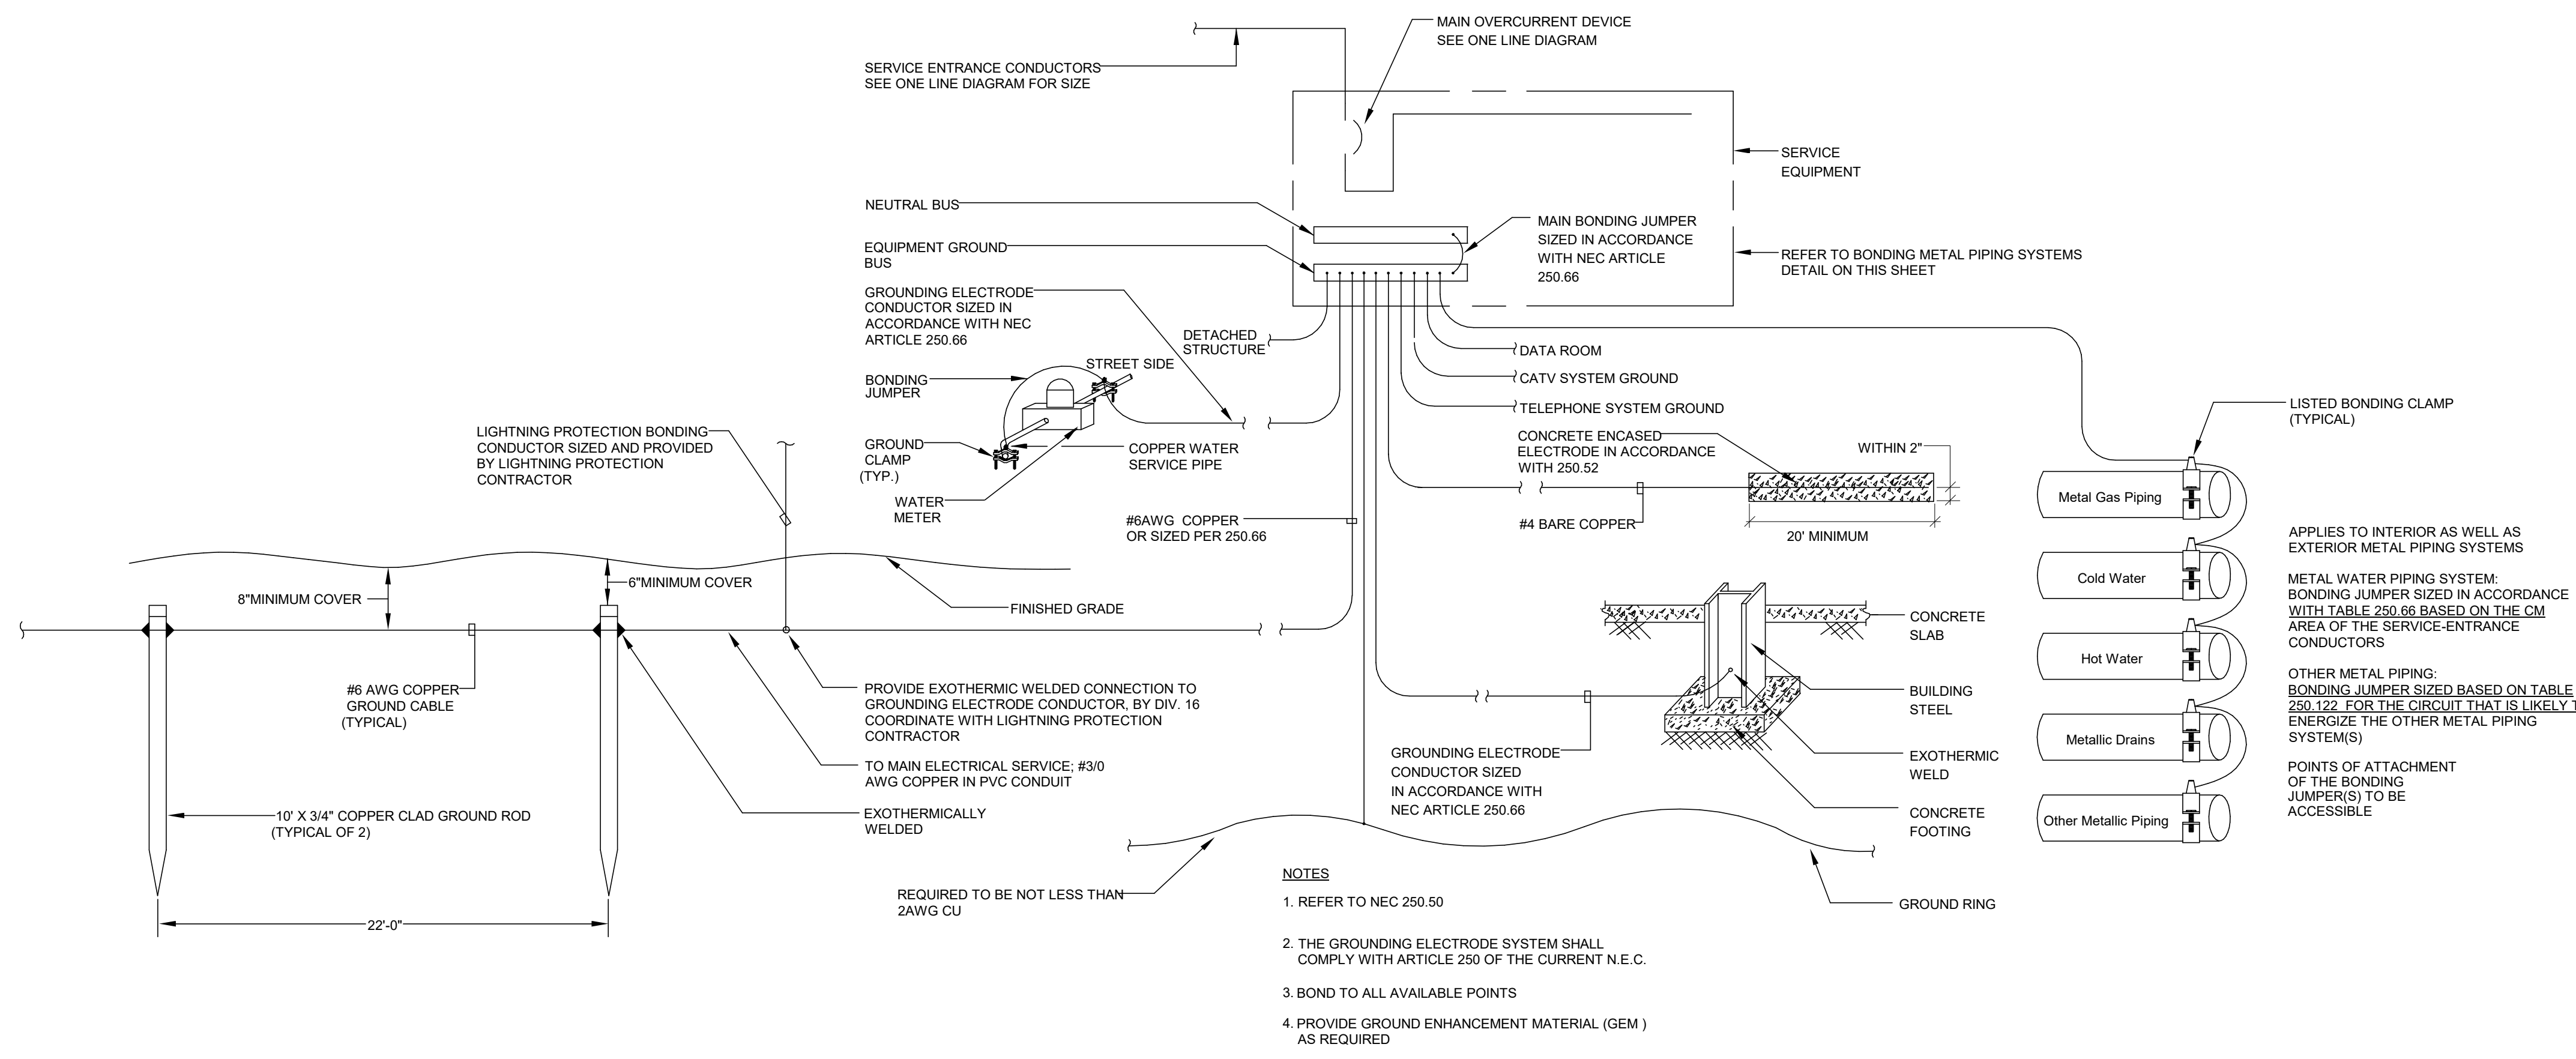 MAIN OVERCURRENT DEVICE
SEE ONE LINE DIAGRAM
SERVICE ENTRANCE CONDUCTORS
SEE ONE LINE DIAGRAM FOR SIZE
SERVICE
EQUIPMENT
NEUTRAL BUS
EQUIPMENT GROUND
BUS
MAIN BONDING JUMPER
SIZED IN ACCORDANCE
WITH NEC ARTICLE
250.66
REFER TO BONDING METAL PIPING SYSTEMS
DETAIL ON THIS SHEET
GROUNDING ELECTRODE
CONDUCTOR SIZED IN
ACCORDANCE WITH NEC
ARTICLE 250.66
DETACHED
STRUCTURE
STREET SIDE
BONDING
JUMPER
DATA ROOM
CATV SYSTEM GROUND
TELEPHONE SYSTEM GROUND
LIGHTNING PROTECTION BONDING
CONDUCTOR SIZED AND PROVIDED
BY LIGHTNING PROTECTION
CONTRACTOR
GROUND
CLAMP
(TYP.)
COPPER WATER
SERVICE PIPE
WATER
METER
CONCRETE ENCASED
ELECTRODE IN ACCORDANCE
WITH 250.52
WITHIN 2"
#6AWG  COPPER
OR SIZED PER 250.66
#4 BARE COPPER
20' MINIMUM
LISTED BONDING CLAMP
(TYPICAL)
Metal Gas Piping
Cold Water
Hot Water
Metallic Drains
Other Metallic Piping
APPLIES TO INTERIOR AS WELL AS
EXTERIOR METAL PIPING SYSTEMS
METAL WATER PIPING SYSTEM:
BONDING JUMPER SIZED IN ACCORDANCE
WITH TABLE 250.66 BASED ON THE CM
AREA OF THE SERVICE-ENTRANCE
CONDUCTORS
OTHER METAL PIPING:
BONDING JUMPER SIZED BASED ON TABLE
250.122  FOR THE CIRCUIT THAT IS LIKELY
ENERGIZE THE OTHER METAL PIPING
SYSTEM(S)
POINTS OF ATTACHMENT
OF THE BONDING
JUMPER(S) TO BE
ACCESSIBLE
8"MINIMUM COVER
6"MINIMUM COVER
FINISHED GRADE
#6 AWG COPPER
GROUND CABLE
(TYPICAL)
PROVIDE EXOTHERMIC WELDED CONNECTION TO
GROUNDING ELECTRODE CONDUCTOR, BY DIV. 16
COORDINATE WITH LIGHTNING PROTECTION
CONTRACTOR
TO MAIN ELECTRICAL SERVICE; #3/0
AWG COPPER IN PVC CONDUIT
EXOTHERMICALLY
WELDED
10' X 3/4" COPPER CLAD GROUND ROD
(TYPICAL OF 2)
22'-0"
CONCRETE
SLAB
BUILDING
STEEL
EXOTHERMIC
WELD
CONCRETE
FOOTING
GROUNDING ELECTRODE
CONDUCTOR SIZED
IN ACCORDANCE WITH
NEC ARTICLE 250.66
REQUIRED TO BE NOT LESS THAN
2AWG CU
GROUND RING
NOTES
1. REFER TO NEC 250.50
2. THE GROUNDING ELECTRODE SYSTEM SHALL
COMPLY WITH ARTICLE 250 OF THE CURRENT N.E.C.
3. BOND TO ALL AVAILABLE POINTS
4. PROVIDE GROUND ENHANCEMENT MATERIAL (GEM )
AS REQUIRED